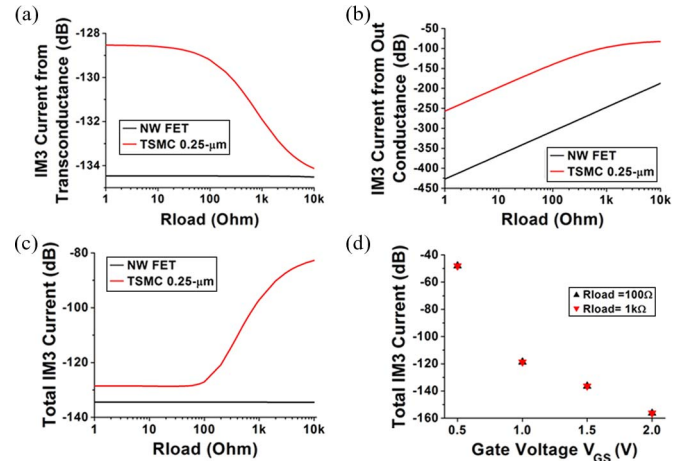 (a)
IM3 Current from
Transconductance (dB)
-128
-130
-132
-134
NW FET
TSMC 0.25-μm
1
10
100
1k
10k
Rload (Ohm)
(b)
IM3 Current from Out
Conductance (dB)
-50
-100
-150
-200
-250
-300
-350
-400
-450
NW FET
TSMC 0.25-μm
1
10
100
1k
10k
Rload (Ohm)
(c)
Total IM3 Current (dB)
-80
-100
-120
-140
NW FET
TSMC 0.25-μm
1
10
100
1k
10k
Rload (Ohm)
(d)
Total IM3 Current (dB)
-40
-60
-80
-100
-120
-140
-160
Rload =100Ω
Rload= 1kΩ
0.5
1.0
1.5
2.0
Gate Voltage VGS (V)